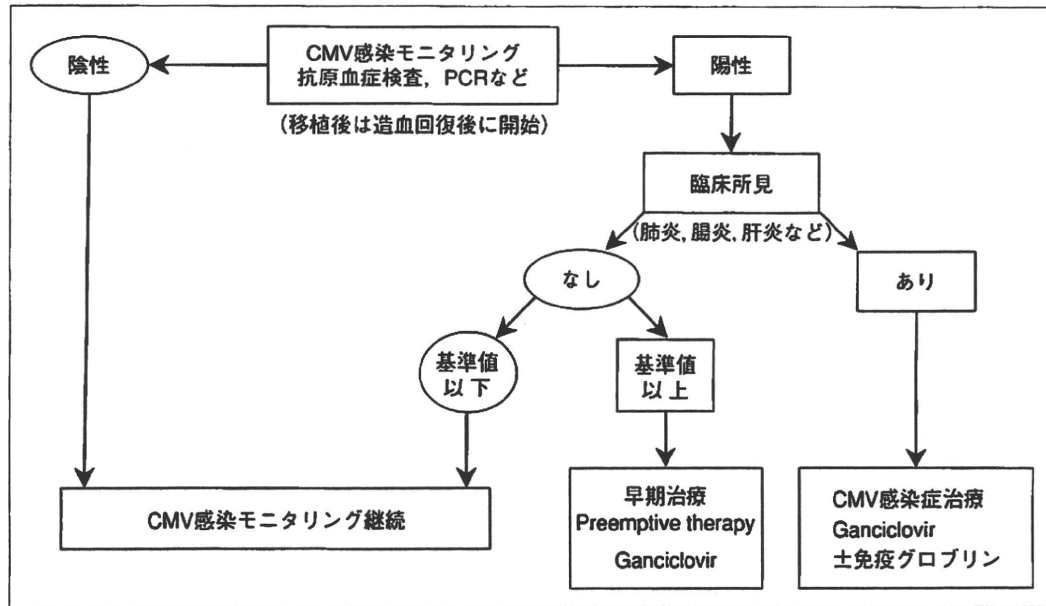 陰性
CMV感染モニタリング
抗原血症検査, PCRなど
陽性
(移植後は造血回復後に開始)
臨床所見
(肺炎, 腸炎, 肝炎など)
なし
あり
基準値
以下
基準値
以上
CMV感染モニタリング継続
早期治療
Preemptive therapy
Ganciclovir
CMV感染症治療
Ganciclovir
±免疫グロブリン